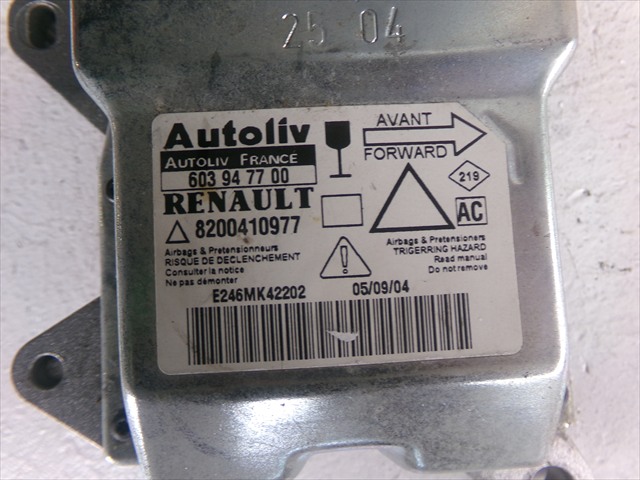 25 04
Autoliv
AUTOLIV FRANCE
603 94 77 00
RENAULT
8200410977
Airbags & Pretensionneurs
RISQUE DE DECLENCHEMENT
Consulter la notice
Ne pas démonter
AVANT
FORWARD
219
AC
Airbags & Pretensioners
TRIGERRING HAZARD
Read manual
Do not remove
E246MK42202 05/09/04